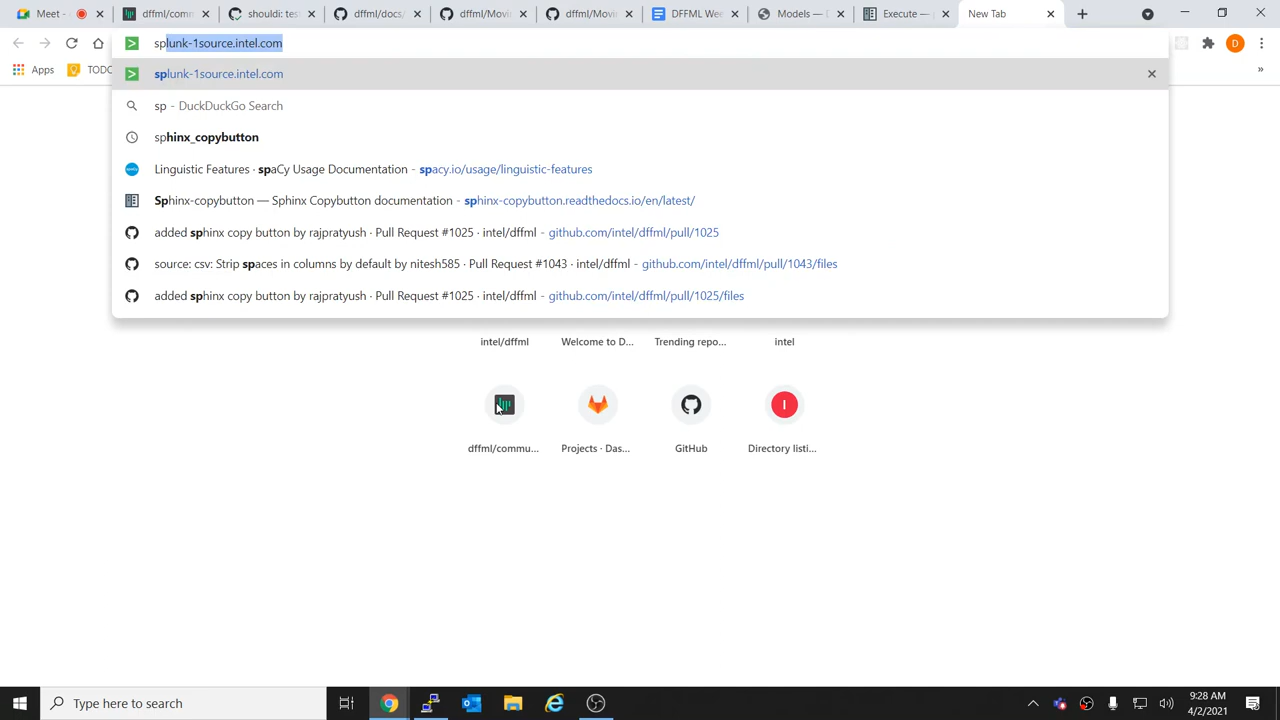 Meet -
dffml/comm
shouldi: tes
dffml/docs,
dffml/Movi
dffml/Movi
DFFML Wee
Models —
Execute —
New Tab
splunk-1source.intel.com
Apps
TODO
splunk-1source.intel.com
sp - DuckDuckGo Search
sphinx_copybutton
Linguistic Features · spaCy Usage Documentation - spacy.io/usage/linguistic-features
Sphinx-copybutton — Sphinx Copybutton documentation - sphinx-copybutton.readthedocs.io/en/latest/
added sphinx copy button by rajpratyush · Pull Request #1025 · intel/dffml - github.com/intel/dffml/pull/1025
source: csv: Strip spaces in columns by default by nitesh585 · Pull Request #1043 · intel/dffml - github.com/intel/dffml/pull/1043/files
added sphinx copy button by rajpratyush · Pull Request #1025 · intel/dffml - github.com/intel/dffml/pull/1025/files
intel/dffml
Welcome to D...
Trending repo...
intel
dffml/commu...
Projects · Das...
GitHub
Directory listi...
Type here to search
9:28 AM
4/2/2021